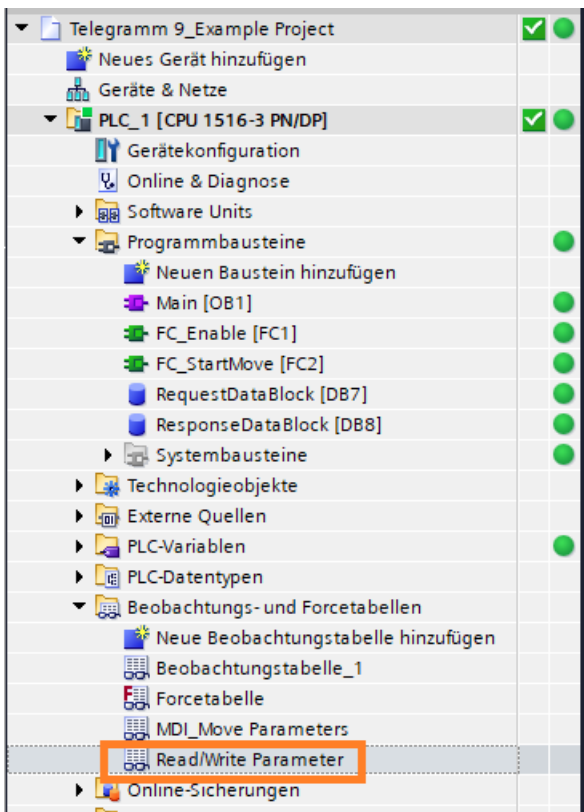 Telegramm 9_Example Project
Neues Gerät hinzufügen
Geräte & Netze
PLC_1 [CPU 1516-3 PN/DP]
Gerätekonfiguration
Online & Diagnose
Software Units
Programmbausteine
Neuen Baustein hinzufügen
Main [OB1]
FC_Enable [FC1]
FC_StartMove [FC2]
RequestDataBlock [DB7]
ResponseDataBlock [DB8]
Systembausteine
Technologieobjekte
Externe Quellen
PLC-Variablen
PLC-Datentypen
Beobachtungs- und Forcetabellen
Neue Beobachtungstabelle hinzufügen
Beobachtungstabelle_1
Forcetabelle
MDI_Move Parameters
Read/Write Parameter
Online-Sicherungen